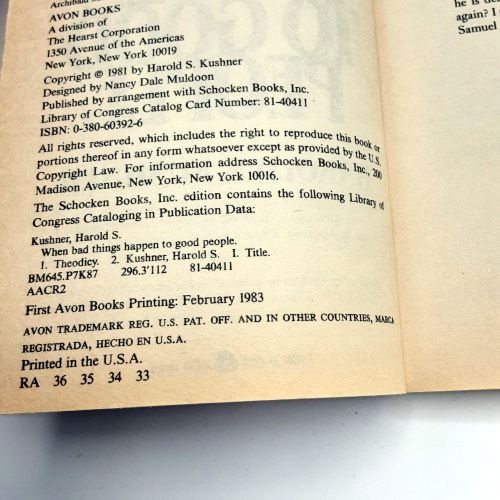 Archibald
AVON BOOKS
A division of
The Hearst Corporation
1350 Avenue of the Americas
New York, New York 10019
Copyright © 1981 by Harold S. Kushner
Designed by Nancy Dale Muldoon
Published by arrangement with Schocken Books, Inc.
Library of Congress Catalog Card Number: 81-40411
ISBN: 0-380-60392-6
All rights reserved, which includes the right to reproduce this book or
portions thereof in any form whatsoever except as provided by the U.S.
Copyright Law. For information address Schocken Books, Inc., 200
Madison Avenue, New York, New York 10016.
The Schocken Books, Inc. edition contains the following Library of
Congress Cataloging in Publication Data:
Kushner, Harold S.
When bad things happen to good people.
1. Theodicy. 2. Kushner, Harold S. I. Title.
BM645.P7K87 296.3'112 81-40411
AACR2
First Avon Books Printing: February 1983
AVON TRADEMARK REG. U.S. PAT. OFF. AND IN OTHER COUNTRIES, MARCA
REGISTRADA, HECHO EN U.S.A.
Printed in the U.S.A.
RA 36 35 34 33
he is
again? I
Samuel